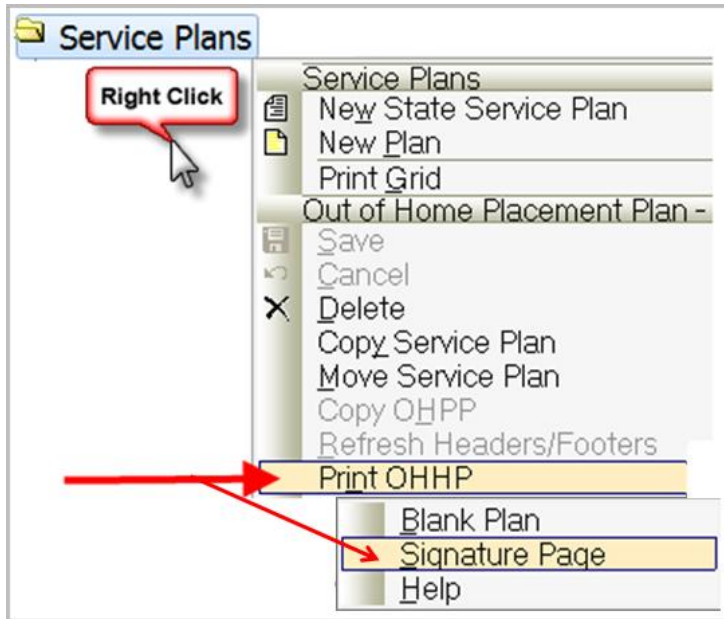 Service Plans
Right Click
Service Plans
New State Service Plan
New Plan
Print Grid
Out of Home Placement Plan -
Save
Cancel
Delete
Copy Service Plan
Move Service Plan
Copy OHPP
Refresh Headers/Footers
Print OHHP
Blank Plan
Signature Page
Help